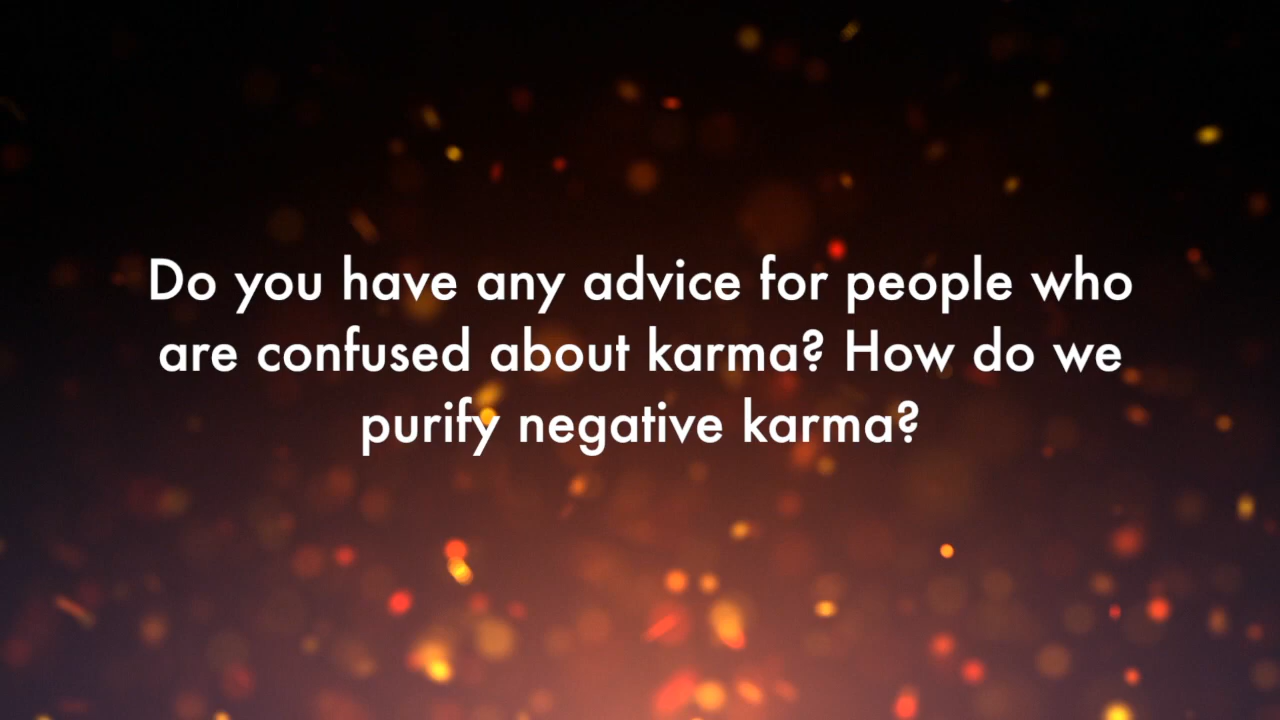 Do you have any advice for people who
are confused about karma? How do we
purify negative karma?